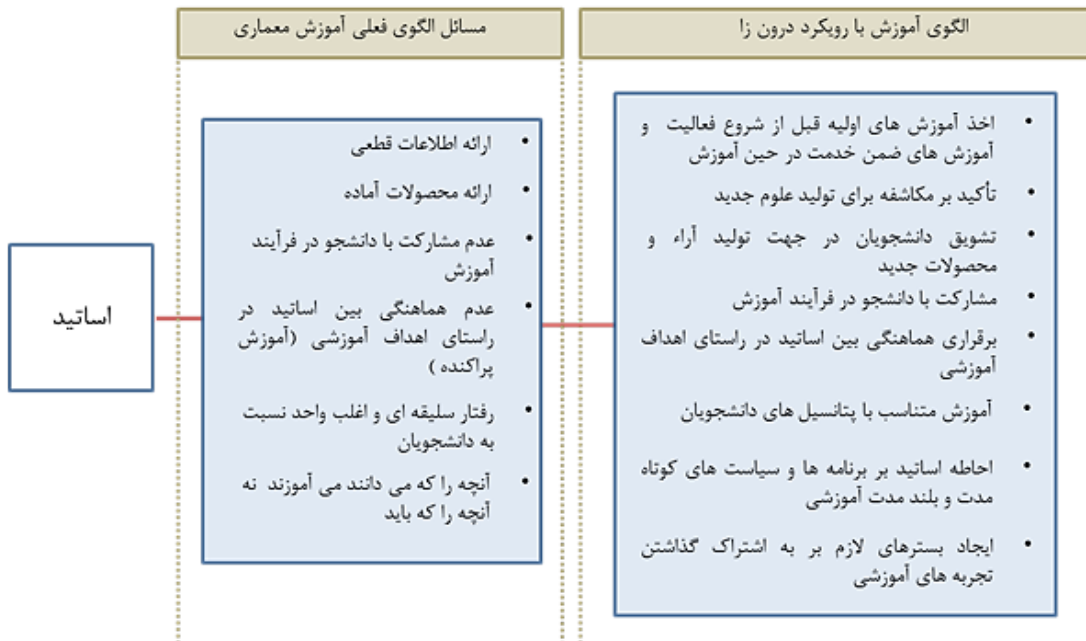 الگوی آموزش با رویکرد درون زا
اخذ آموزش های اولیه قبل از شروع فعالیت و
آموزش های ضمن خدمت در حین آموزش
تأکید بر مکاشفه برای تولید علوم جدید
تشویق دانشجویان در جهت تولید آراء و
محصولات جدید
مشارکت با دانشجو در فرآیند آموزش
برقراری هماهنگی بین اساتید در راستای اهداف
آموزشی
آموزش متناسب با پتانسیل های دانشجویان
احاطه اساتید بر برنامه ها و سیاست های کوتاه
مدت و بلند مدت آموزشی
ایجاد بسترهای لازم بر به اشتراک گذاشتن
تجربه های آموزشی
مسائل الگوی فعلی آموزش معماری
ارائه اطلاعات قطعی
ارائه محصولات آماده
عدم مشارکت با دانشجو در فرآیند
آموزش
عدم هماهنگی بین اساتید در
راستای اهداف آموزشی (آموزش
پراکنده )
رفتار سلیقه ای و اغلب واحد نسبت
به دانشجویان
آنچه را که می دانند می آموزند نه
آنچه را که باید
اساتید